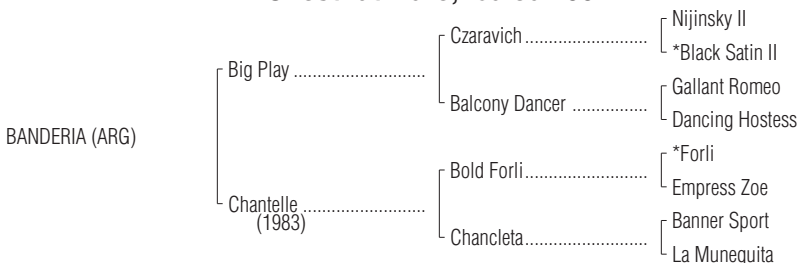 Nijinsky II
Czaravich
*Black Satin II
Big Play
Gallant Romeo
Balcony Dancer
Dancing Hostess
BANDERIA (ARG)
*Forli
Bold Forli
Empress Zoe
Chantelle
(1983)
Banner Sport
Chancleta
La Munequita